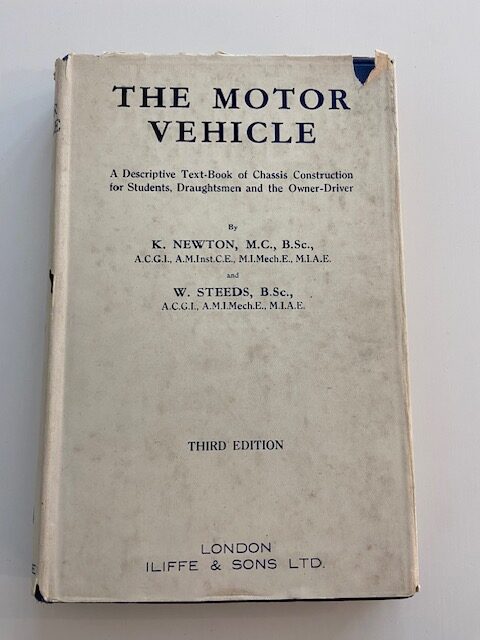 THE MOTOR
VEHICLE
A Descriptive Text-Book of Chassis Construction
for Students, Draughtsmen and the Owner-Driver
By
K. NEWTON, M.C., B.Sc.,
A.C.G.I., A.M.Inst.C.E., M.I.Mech.E., M.I.A.E.
and
W. STEEDS, B.Sc.,
A.C.G.I., A.M.I.Mech.E., M.I.A.E.
THIRD EDITION
LONDON
ILIFFE & SONS LTD.